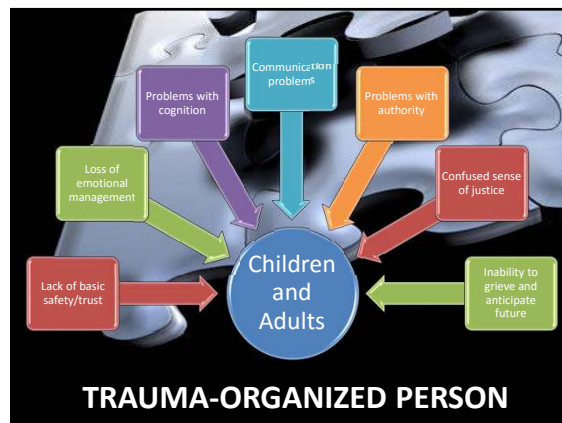 Communication
problems
Problems with
cognition
Problems with
authority
Loss of
emotional
management
Confused sense
of justice
Lack of basic
safety/trust
Children
and
Adults
Inability to
grieve and
anticipate
future
TRAUMA-ORGANIZED PERSON